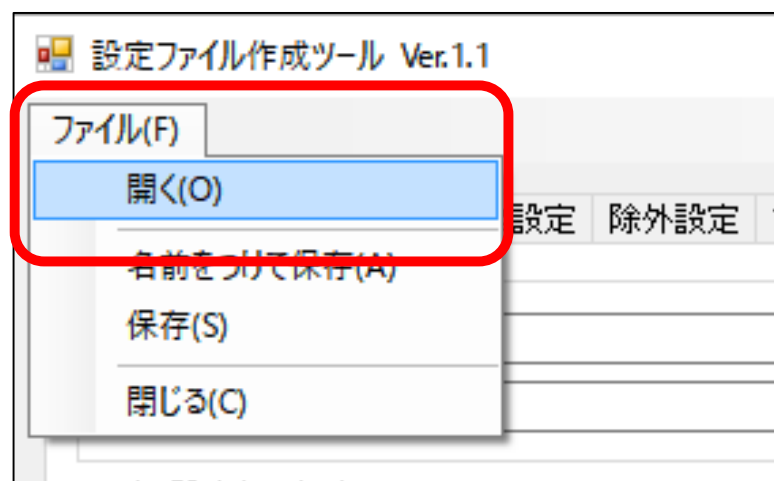 設定ファイル作成ツール Ver.1.1
ファイル(F)
開く(O)
設定 除外設定
名前をつけて保存(A)
保存(S)
閉じる(C)